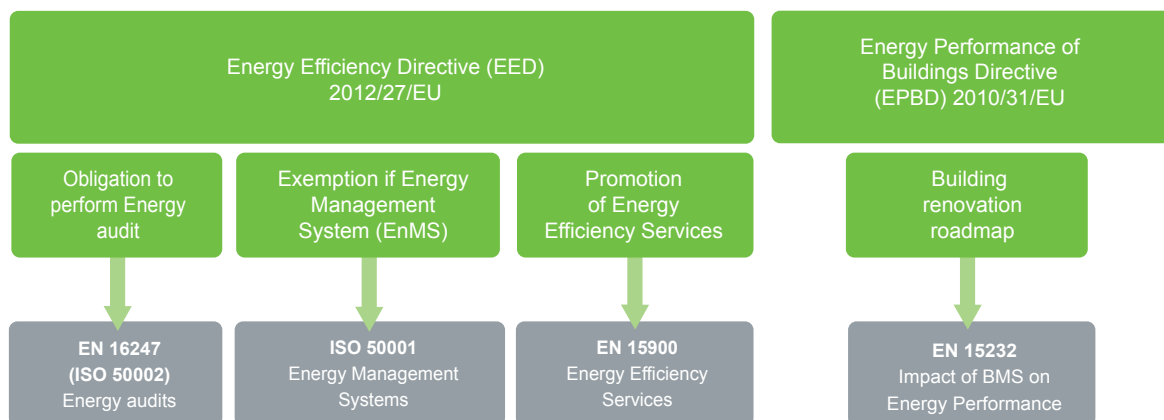 Energy Efficiency Directive (EED)
2012/27/EU
Energy Performance of
Buildings Directive
(EPBD) 2010/31/EU
Obligation to
perform Energy
audit
Exemption if Energy
Management
System (EnMS)
Promotion
of Energy
Efficiency Services
Building
renovation
roadmap
EN 16247
(ISO 50002)
Energy audits
ISO 50001
Energy Management
Systems
EN 15900
Energy Efficiency
Services
EN 15232
Impact of BMS on
Energy Performance